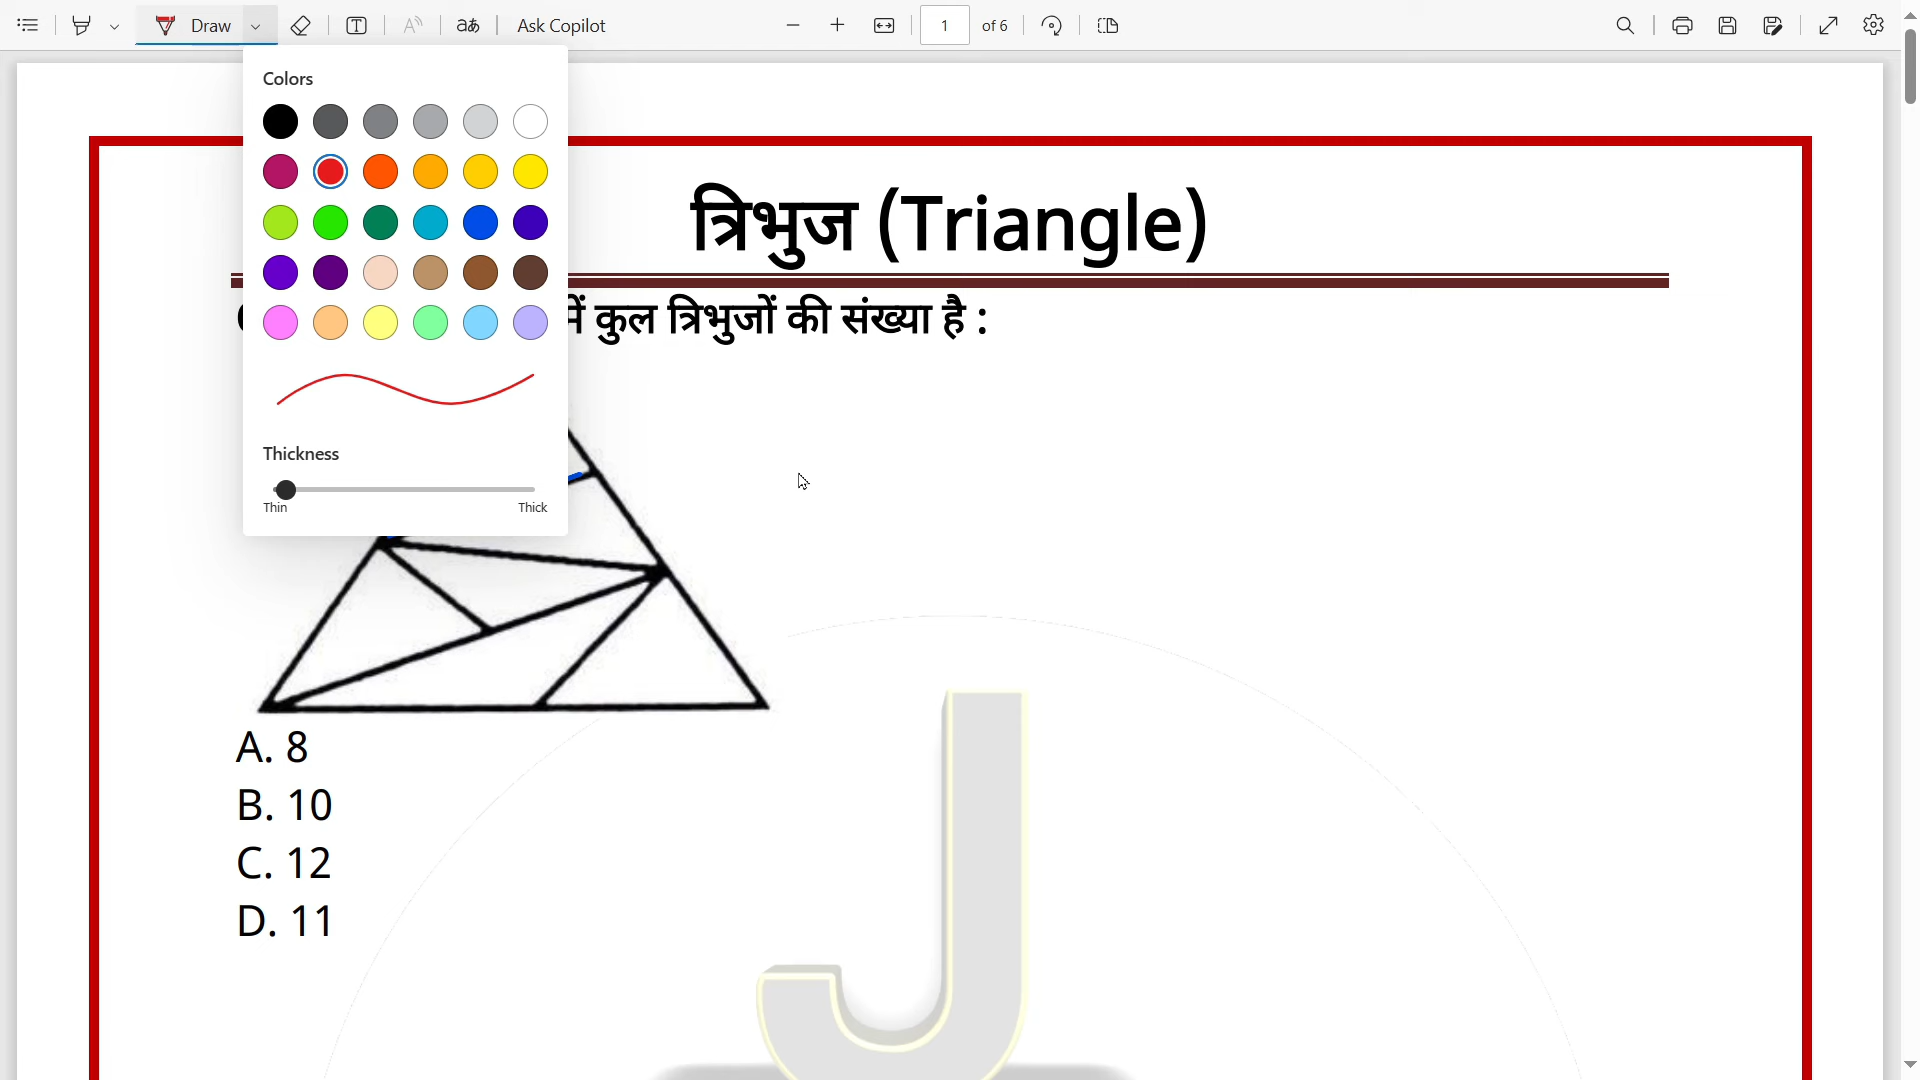 Draw
Ask Copilot
1 of 6
Colors
Thickness
Thin Thick
त्रिभुज (Triangle)
में कुल त्रिभुजों की संख्या है :
A. 8
B. 10
C. 12
D. 11
J